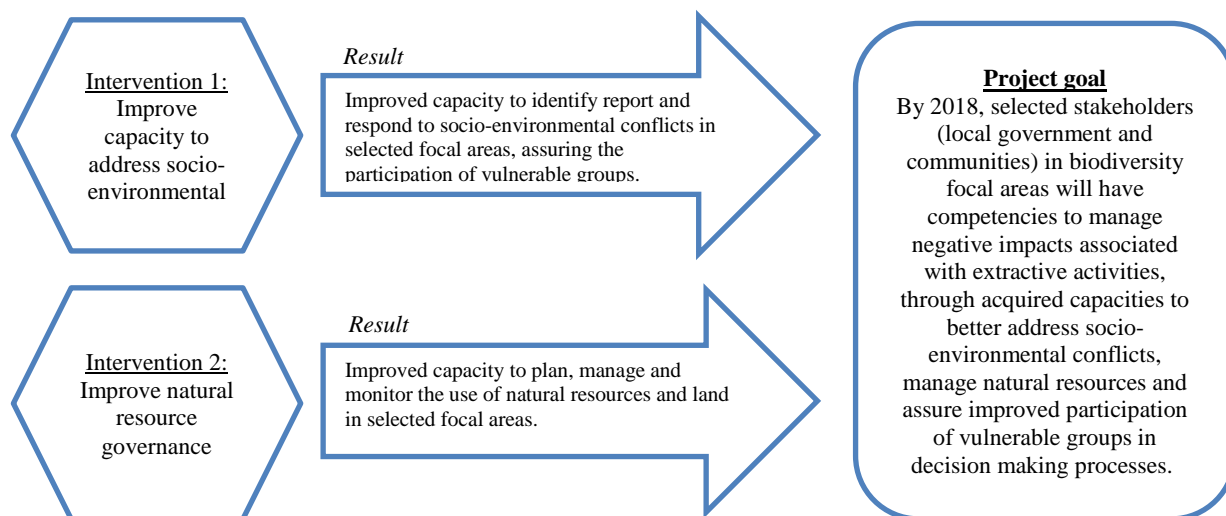 Intervention 1:
Improve
capacity to
address socio-
environmental
Result
Improved capacity to identify report and
respond to socio-environmental conflicts in
selected focal areas, assuring the
participation of vulnerable groups.
Intervention 2:
Improve natural
resource
governance
Result
Improved capacity to plan, manage and
monitor the use of natural resources and land
in selected focal areas.
Project goal
By 2018, selected stakeholders
(local government and
communities) in biodiversity
focal areas will have
competencies to manage
negative impacts associated
with extractive activities,
through acquired capacities to
better address socio-
environmental conflicts,
manage natural resources and
assure improved participation
of vulnerable groups in
decision making processes.